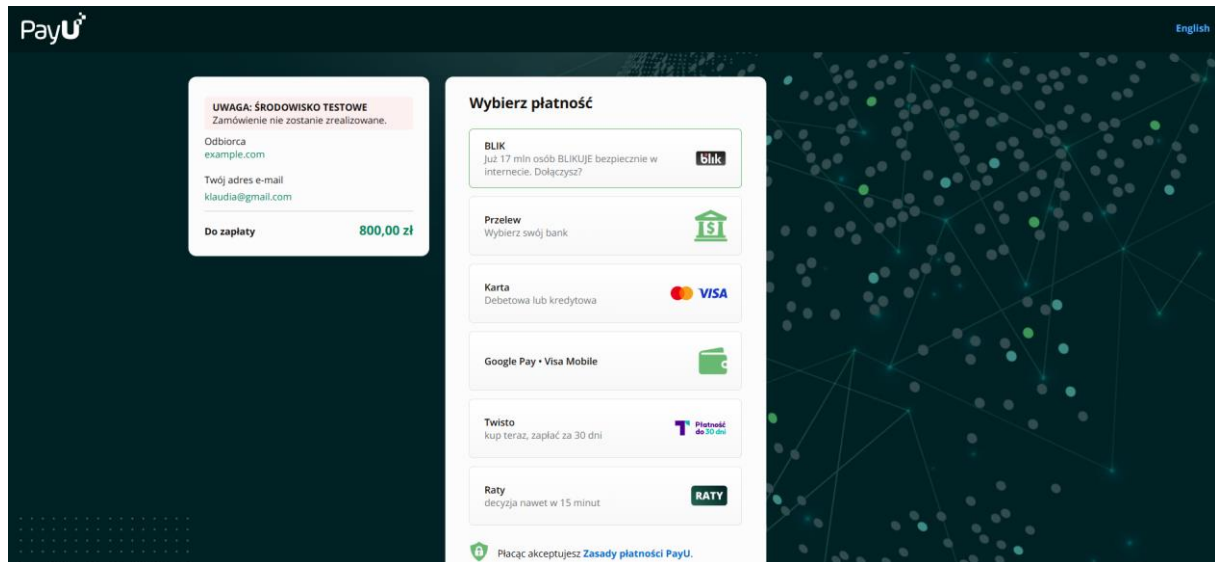 PayU
English
UWAGA: ŚRODOWISKO TESTOWE
Zamówienie nie zostanie zrealizowane.
Odbiorca
example.com
Twój adres e-mail
klaudia@gmail.com
Do zapłaty 800,00 zł
Wybierz płatność
BLIK
Już 17 mln osób BLIKUJE bezpiecznie w
internecie. Dołączysz?
blik
Przelew
Wybierz swój bank
Karta
Debetowa lub kredytowa
VISA
Google Pay • Visa Mobile
Twisto
kup teraz, zapłać za 30 dni
Płatność
do 30 dni
Raty
decyzja nawet w 15 minut
RATY
Płacąc akceptujesz Zasady płatności PayU.